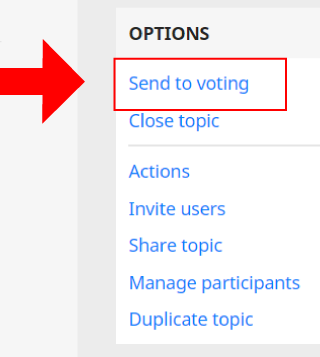 OPTIONS
Send to voting
Close topic
Actions
Invite users
Share topic
Manage participants
Duplicate topic